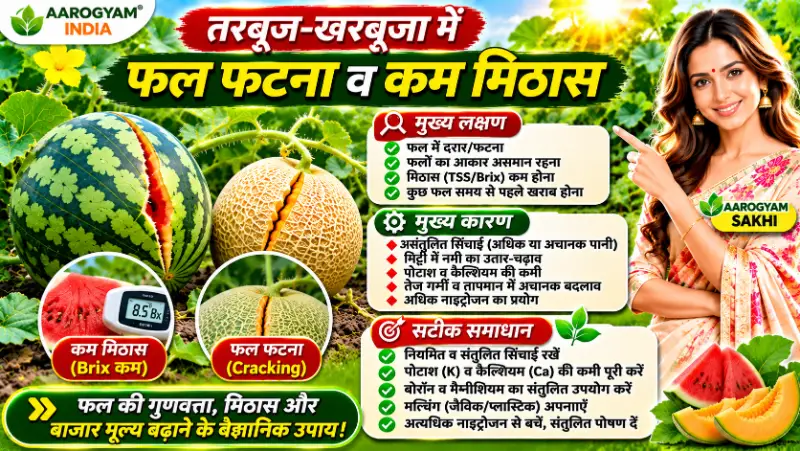 AAROGYAM®
INDIA
तरबूज-खरबूजा में
फल फटना व कम मिठास
मुख्य लक्षण
फल में दरार/फटना
फलों का आकार असमान रहना
मिठास (TSS/Brix) कम होना
कुछ फल समय से पहले खराब होना
AAROGYAM
SAKHI
मुख्य कारण
असंतुलित सिंचाई (अधिक या अचानक पानी)
मिट्टी में नमी का उतार-चढ़ाव
पोटाश व कैल्शियम की कमी
तेज गर्मी व तापमान में अचानक बदलाव
अधिक नाइट्रोजन का प्रयोग
8.5°Bx
कम मिठास
(Brix कम)
फल फटना
(Cracking)
सटीक समाधान
नियमित व संतुलित सिंचाई रखें
पोटाश (K) व कैल्शियम (Ca) की कमी पूरी करें
बोरॉन व मैग्नीशियम का संतुलित उपयोग करें
मल्चिंग (जैविक/प्लास्टिक) अपनाएँ
अत्यधिक नाइट्रोजन से बचें, संतुलित पोषण दें
फल की गुणवत्ता, मिठास और
बाजार मूल्य बढ़ाने के वैज्ञानिक उपाय!